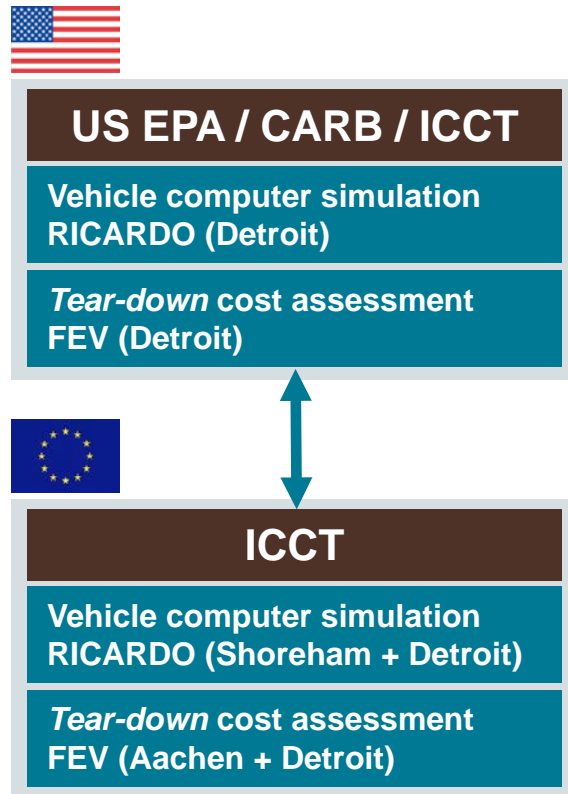 US EPA / CARB / ICCT
Vehicle computer simulation
RICARDO (Detroit)
Tear-down cost assessment
FEV (Detroit)
ICCT
Vehicle computer simulation
RICARDO (Shoreham + Detroit)
Tear-down cost assessment
FEV (Aachen + Detroit)